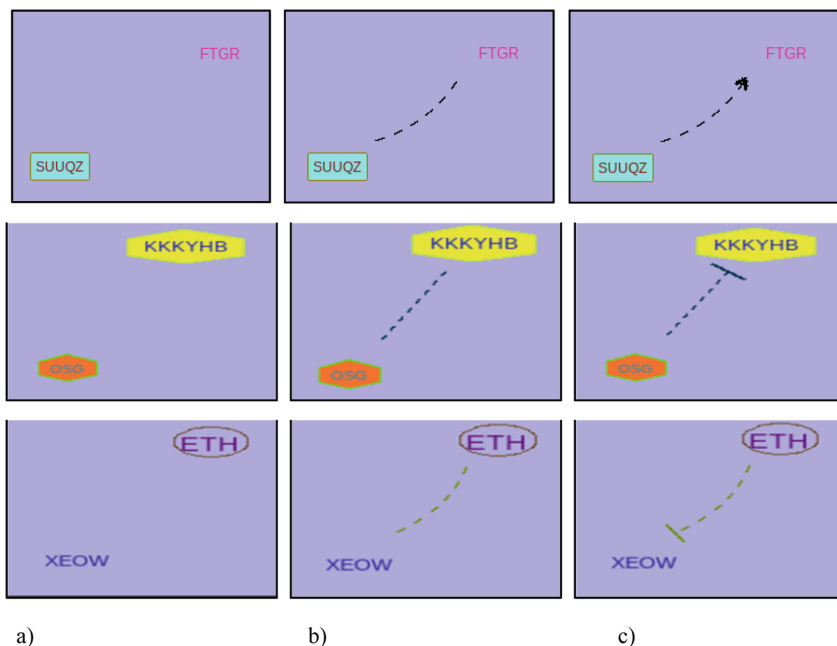 FTGR FTGR FTGR
SUUQZ SUUQZ SUUQZ
KKKYHB KKKYHB KKKYHB
OSG OSG OSG
ETH ETH ETH
XEOW XEOW XEOW
a) b) c)